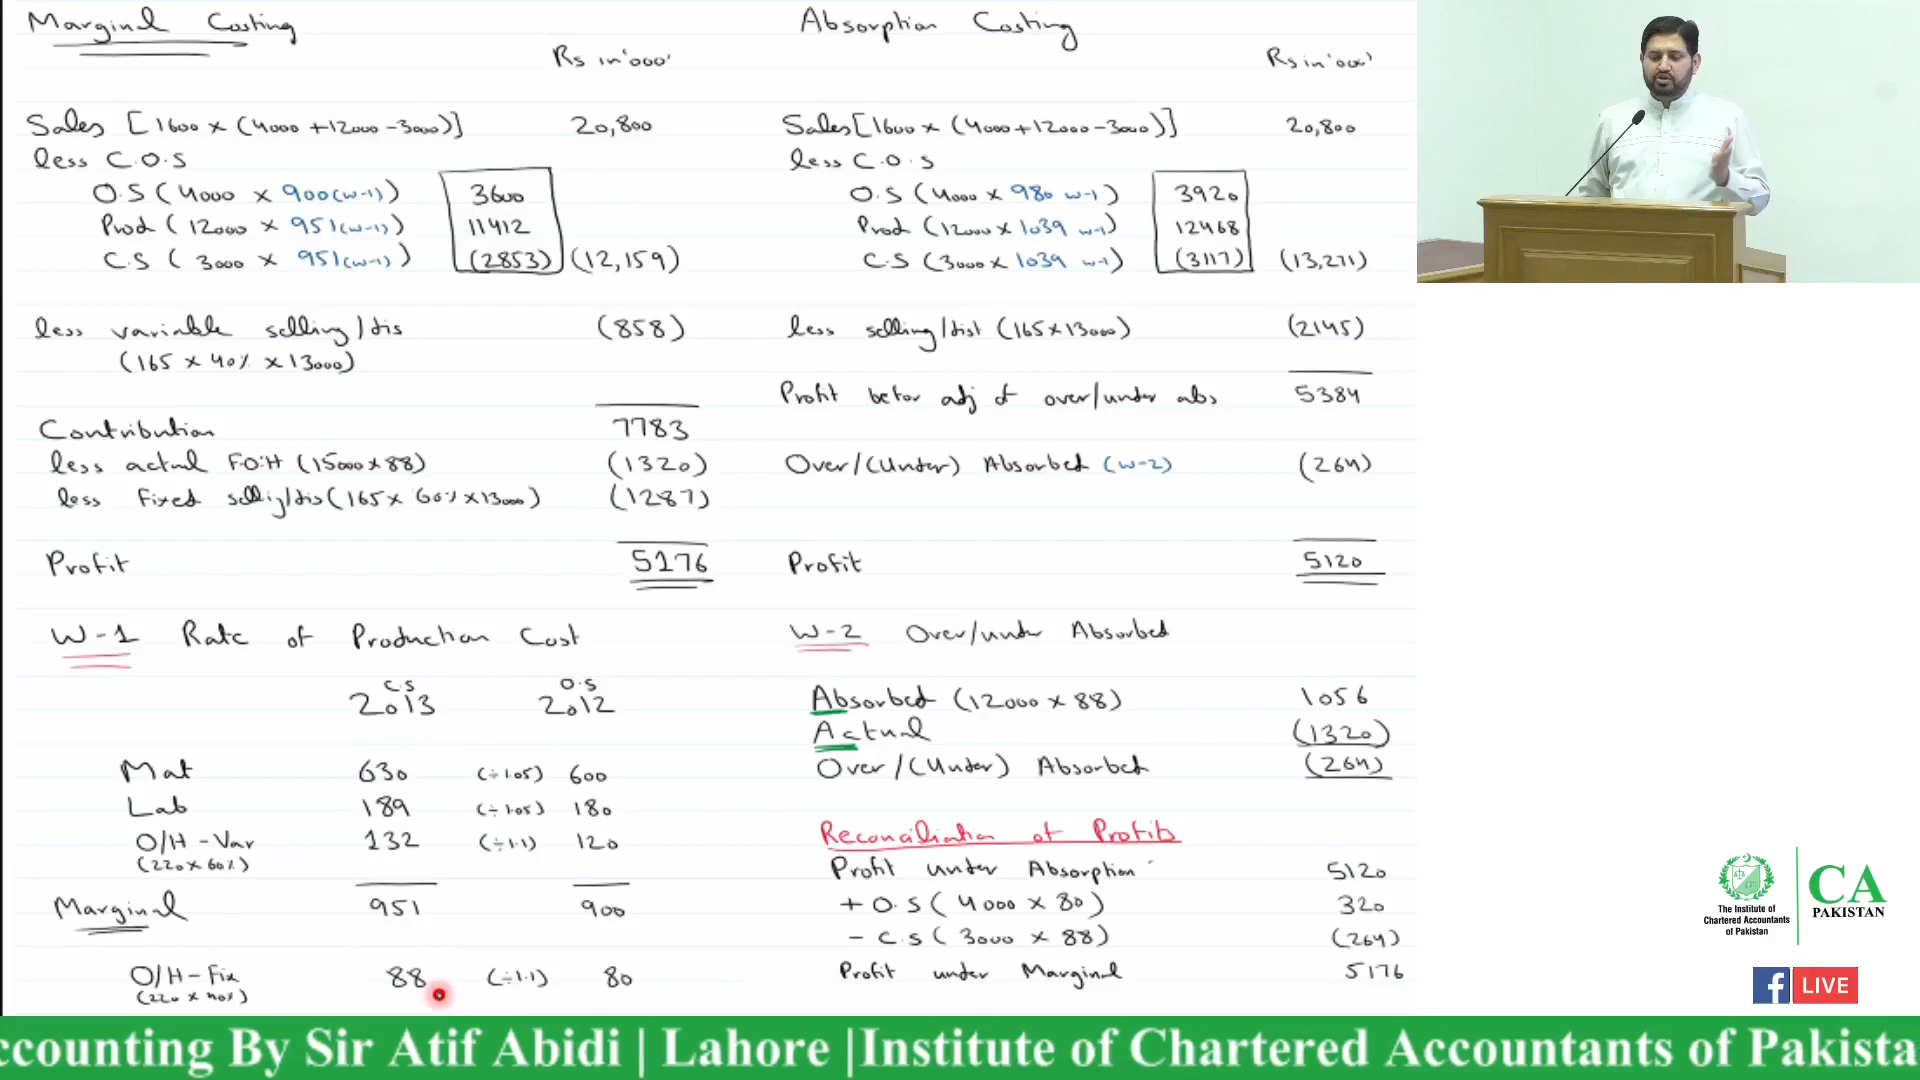 Marginal Costing
Rs in '000'
Sales [1600 x (4000 + 12000 - 3000)] 20,800
less C.O.S
O.S (4000 x 900 (w-1)) 3600
Prod (12000 x 951 (w-1)) 11412
C.S (3000 x 951 (w-1)) (2853) (12,159)
less variable selling/dis (858)
(165 x 40% x 13000)
Contribution 7783
less actual F.O.H (15000 x 88) (1320)
less Fixed sellig/dis (165 x 60% x 13000) (1287)
Profit 5176
W-1 Rate of Production Cost
C.S O.S
2013 2012
Mat 630 (÷1.05) 600
Lab 189 (÷1.05) 180
O/H - Var 132 (÷1.1) 120
(220 x 60%)
Marginal 951 900
O/H - Fix 88 (÷1.1) 80
(220 x 40%)
Absorption Costing
Rs in '000'
Sales [1600 x (4000 + 12000 - 3000)] 20,800
less C.O.S
O.S (4000 x 980 w-1) 3920
Prod (12000 x 1039 w-1) 12468
C.S (3000 x 1039 w-1) (3117) (13,271)
less selling/dist (165 x 13000) (2145)
Profit befor adj of over/under abs 5384
Over/(Under) Absorbed (w-2) (264)
Profit 5120
W-2 Over/under Absorbed
Absorbed (12000 x 88) 1056
Actual (1320)
Over/(Under) Absorbed (264)
Reconciliation of Profits
Profit under Absorption 5120
+ O.S (4000 x 80) 320
- C.S (3000 x 88) (264)
Profit under Marginal 5176
The Institute of
Chartered Accountants
of Pakistan
CA
PAKISTAN
f LIVE
ccounting By Sir Atif Abidi | Lahore |Institute of Chartered Accountants of Pakista